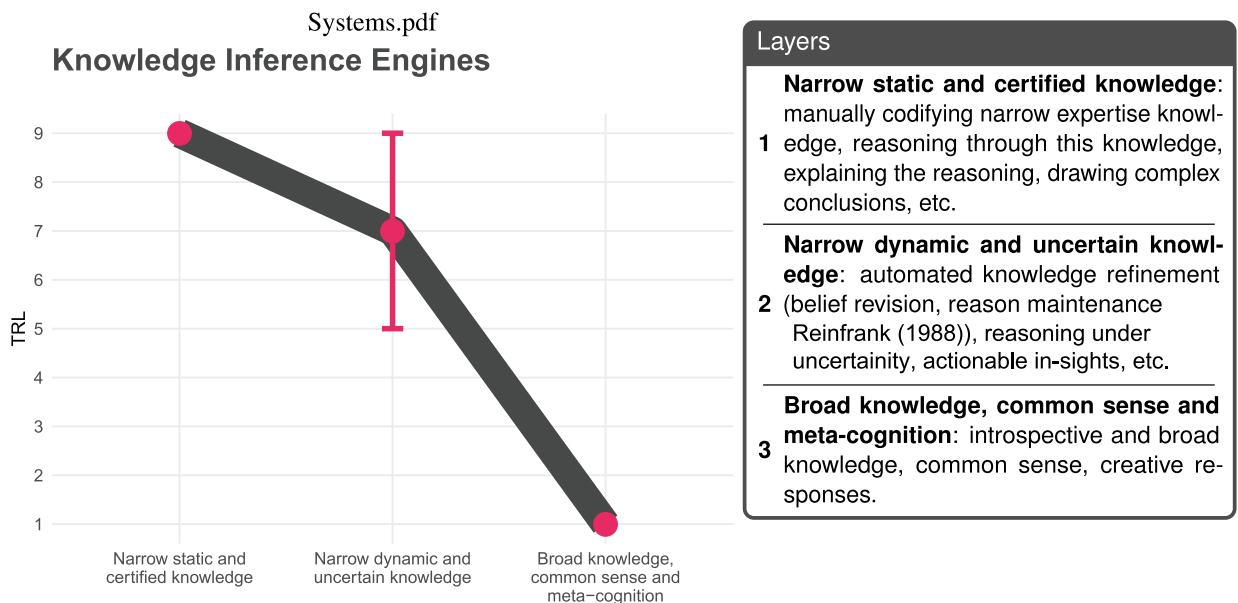 Systems.pdf
Knowledge Inference Engines
9
8
7
6
5
4
3
2
1
TRL
Narrow static and
certified knowledge
Narrow dynamic and
uncertain knowledge
Broad knowledge,
common sense and
meta−cognition
Layers
Narrow static and certified knowledge:
manually codifying narrow expertise knowl-
1 edge, reasoning through this knowledge,
explaining the reasoning, drawing complex
conclusions, etc.
Narrow dynamic and uncertain knowl-
edge: automated knowledge refinement
2 (belief revision, reason maintenance
Reinfrank (1988)), reasoning under
uncertainity, actionable in-sights, etc.
Broad knowledge, common sense and
meta-cognition: introspective and broad
3 knowledge, common sense, creative re-
sponses.